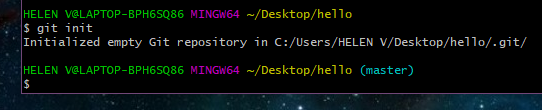 HELEN V@LAPTOP-BPH6SQ86 MINGW64 ~/Desktop/hello
$ git init
Initialized empty Git repository in C:/Users/HELEN V/Desktop/hello/.git/
HELEN V@LAPTOP-BPH6SQ86 MINGW64 ~/Desktop/hello (master)
$